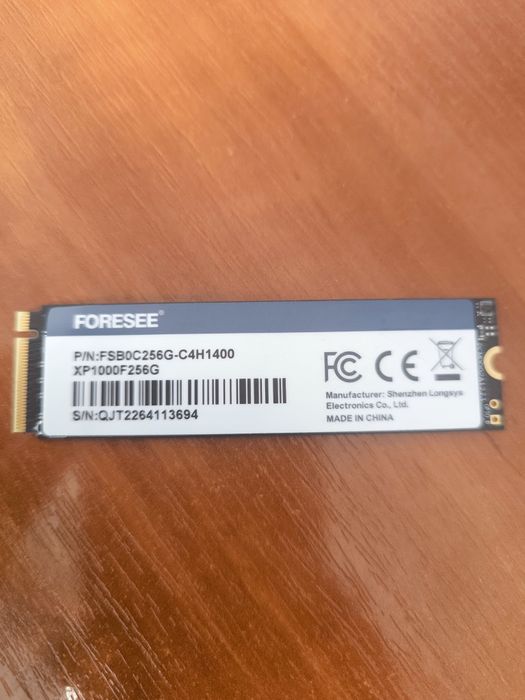 FORESEE®
P/N:FSB0C256G-C4H1400
XP1000F256G
S/N:QJT2264113694
FC CE
Manufacturer: Shenzhen Longsys
Electronics Co., Ltd.
MADE IN CHINA